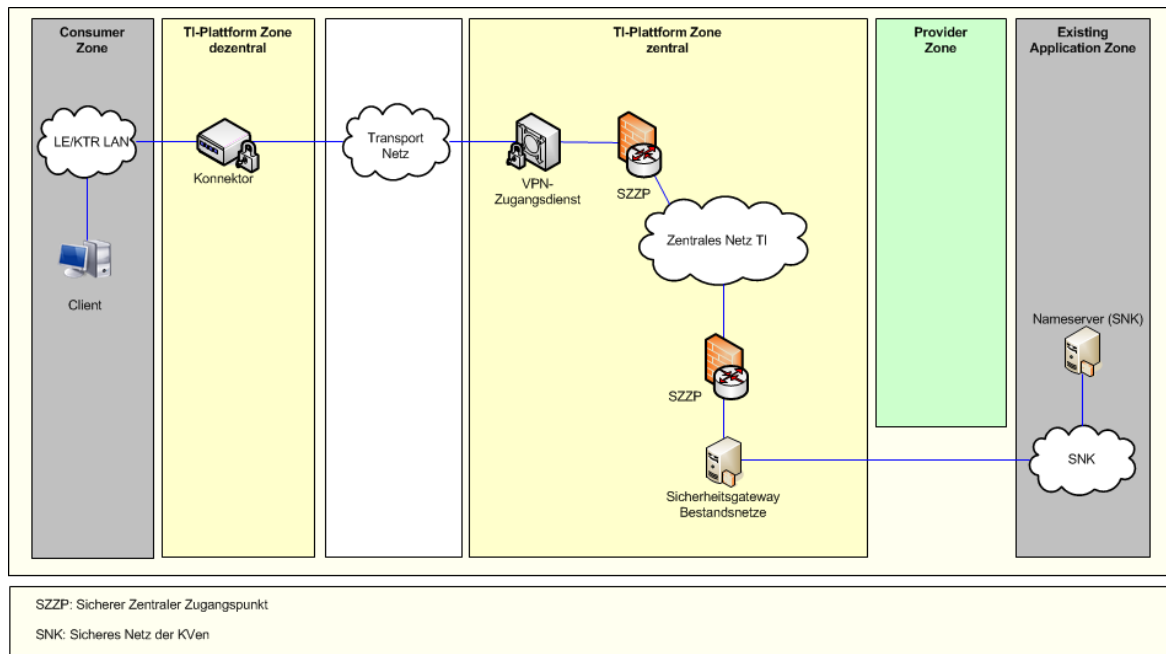 Consumer
Zone
TI-Plattform Zone
dezentral
TI-Plattform Zone
zentral
Provider
Zone
Existing
Application Zone
LE/KTR LAN
Konnektor
Transport
Netz
VPN-
Zugangsdienst
SZZP
Zentrales Netz TI
Client
Nameserver (SNK)
SZZP
SNK
Sicherheitsgateway
Bestandsnetze
SZZP: Sicherer Zentraler Zugangspunkt
SNK: Sicheres Netz der KVen